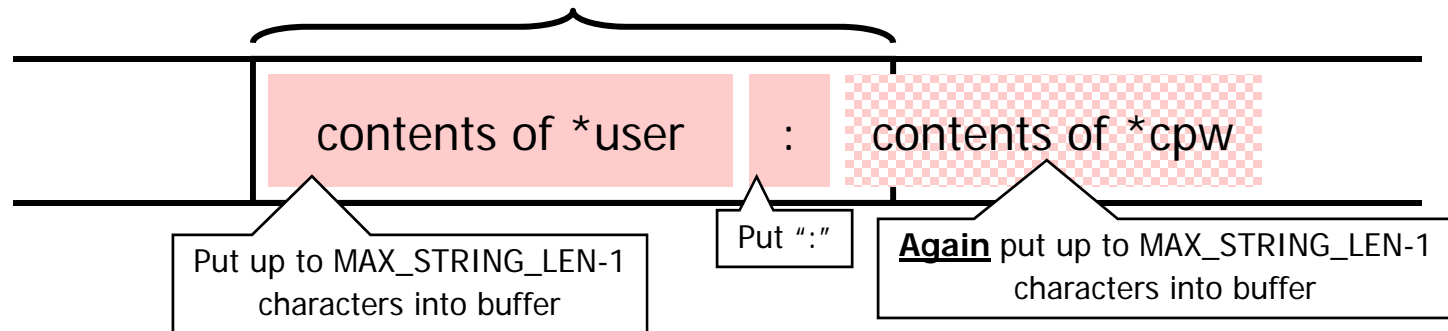 contents of *user : contents of *cpw
Put up to MAX_STRING_LEN-1
characters into buffer
Put “:”
Again put up to MAX_STRING_LEN-1
characters into buffer